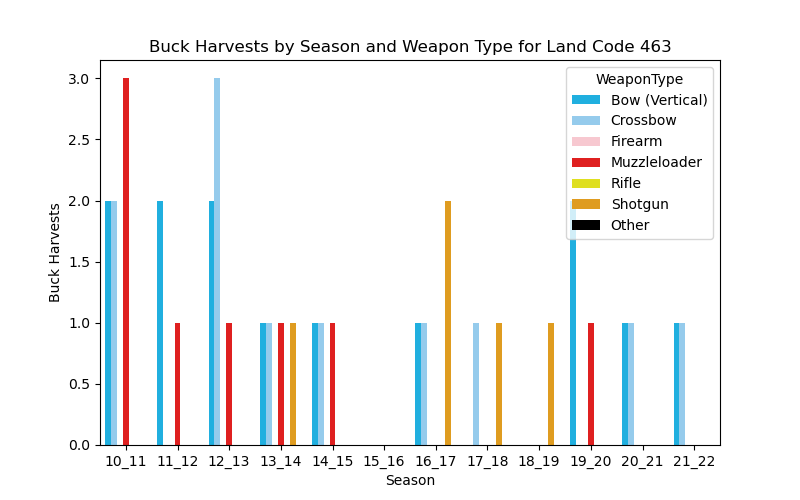 Buck Harvests by Season and Weapon Type for Land Code 463
WeaponType
Bow (Vertical)
Crossbow
Firearm
Muzzleloader
Rifle
Shotgun
Other
Buck Harvests
3.0
2.5
2.0
1.5
1.0
0.5
0.0
10_11 11_12 12_13 13_14 14_15 15_16 16_17 17_18 18_19 19_20 20_21 21_22
Season